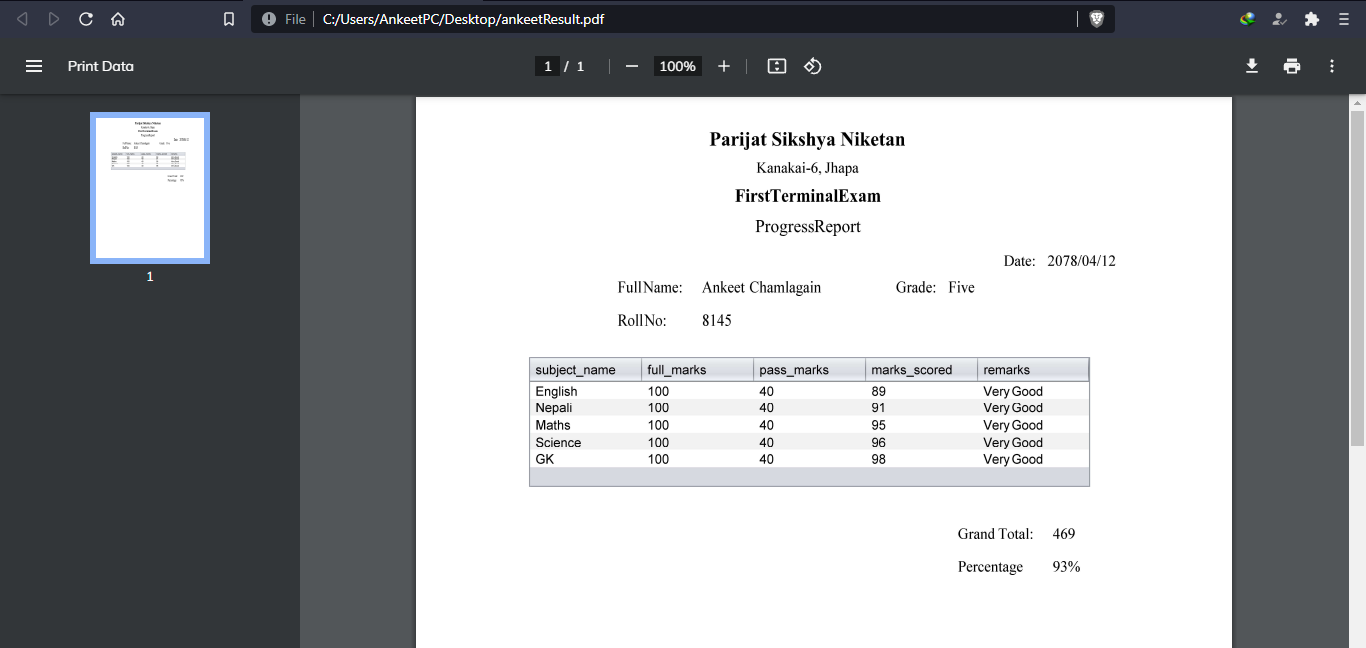 File C:/Users/AnkeetPC/Desktop/ankeetResult.pdf
Print Data 1 / 1 100%
1
Parijat Sikshya Niketan
Kanakai-6, Jhapa
FirstTerminalExam
ProgressReport
Date: 2078/04/12
FullName: Ankeet Chamlagain Grade: Five
RollNo: 8145
subject_name full_marks pass_marks marks_scored remarks
English 100 40 89 Very Good
Nepali 100 40 91 Very Good
Maths 100 40 95 Very Good
Science 100 40 96 Very Good
GK 100 40 98 Very Good
Grand Total: 469
Percentage 93%